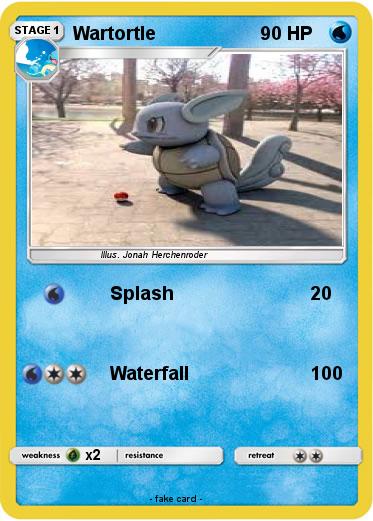 STAGE 1 Wartortle 90 HP
Illus. Jonah Herchenroder
Splash 20
Waterfall 100
weakness x2 resistance retreat
- fake card -